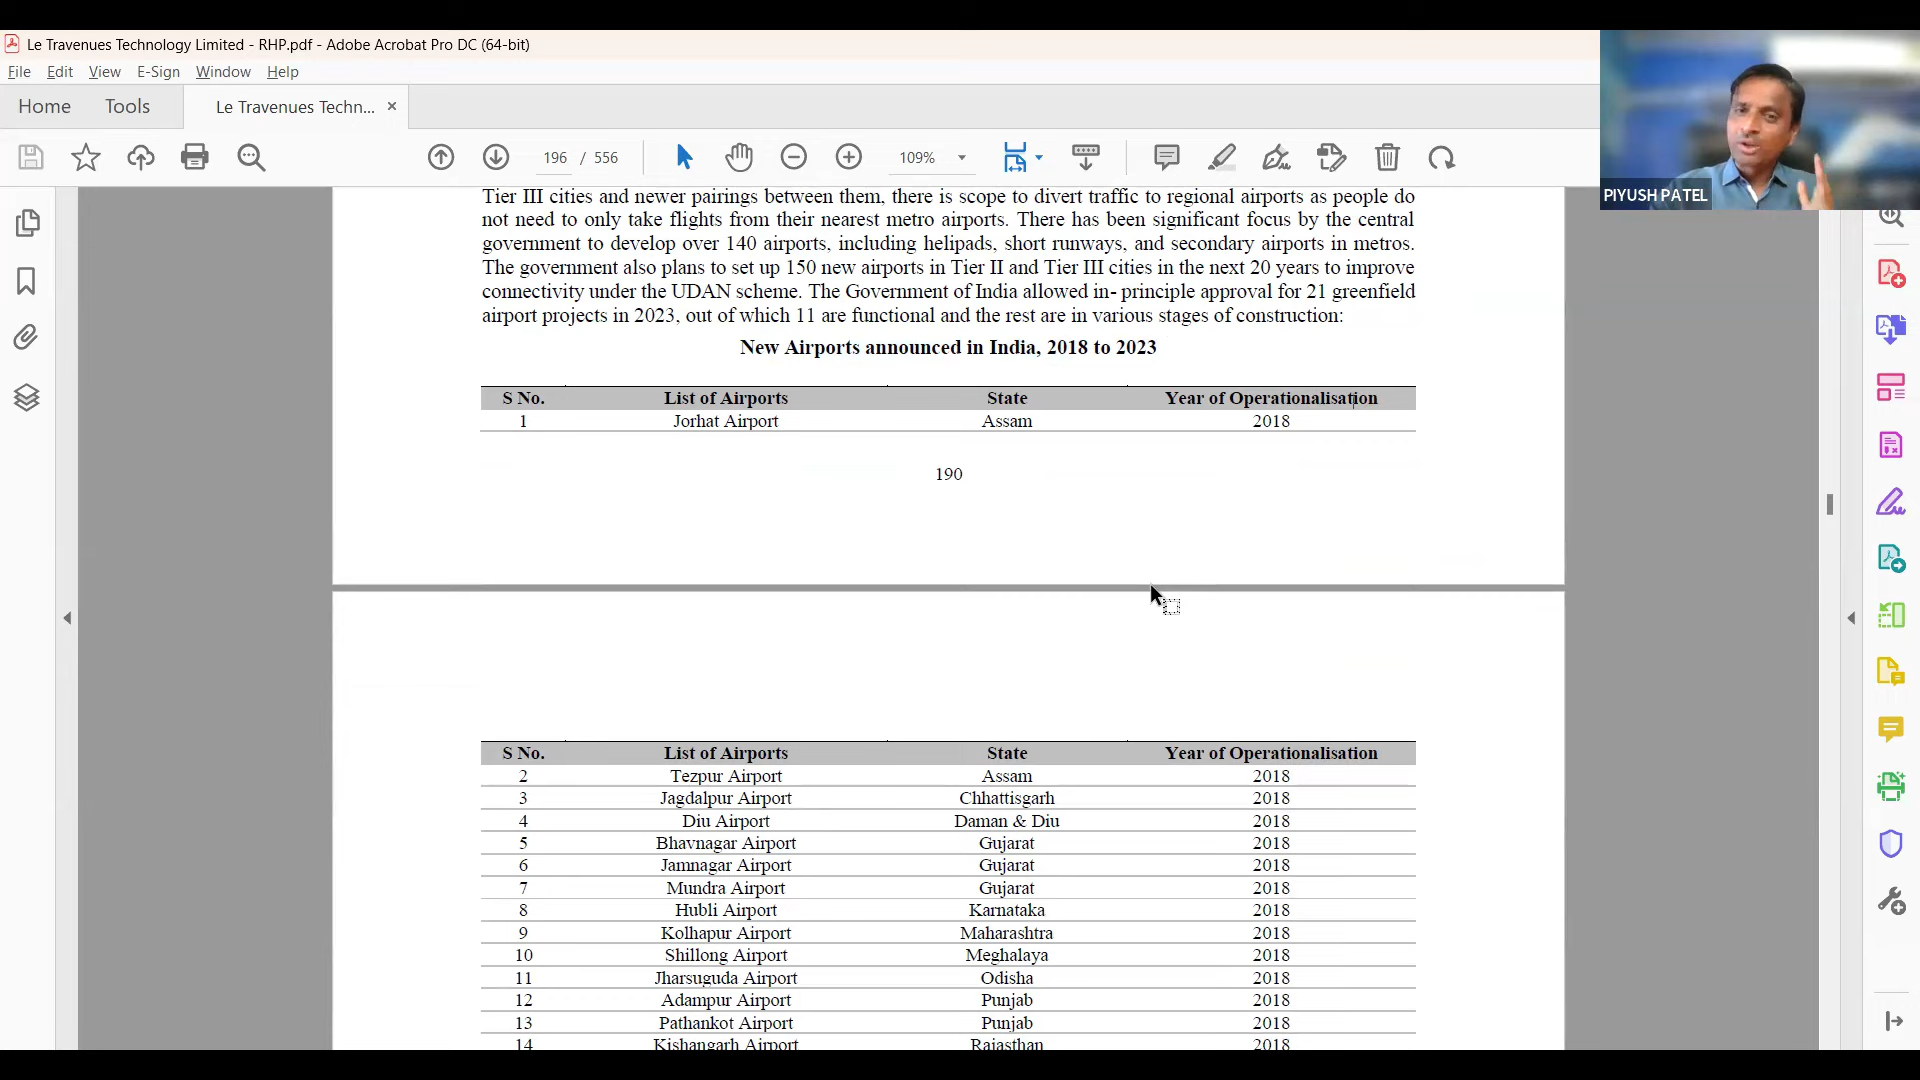 Le Travenues Technology Limited - RHP.pdf - Adobe Acrobat Pro DC (64-bit)
File Edit View E-Sign Window Help
Home Tools Le Travenues Techn... ×
196 / 556 109%
PIYUSH PATEL
Tier III cities and newer pairings between them, there is scope to divert traffic to regional airports as people do
not need to only take flights from their nearest metro airports. There has been significant focus by the central
government to develop over 140 airports, including helipads, short runways, and secondary airports in metros.
The government also plans to set up 150 new airports in Tier II and Tier III cities in the next 20 years to improve
connectivity under the UDAN scheme. The Government of India allowed in- principle approval for 21 greenfield
airport projects in 2023, out of which 11 are functional and the rest are in various stages of construction:
New Airports announced in India, 2018 to 2023
S No. List of Airports State Year of Operationalisation
1 Jorhat Airport Assam 2018
190
S No. List of Airports State Year of Operationalisation
2 Tezpur Airport Assam 2018
3 Jagdalpur Airport Chhattisgarh 2018
4 Diu Airport Daman & Diu 2018
5 Bhavnagar Airport Gujarat 2018
6 Jamnagar Airport Gujarat 2018
7 Mundra Airport Gujarat 2018
8 Hubli Airport Karnataka 2018
9 Kolhapur Airport Maharashtra 2018
10 Shillong Airport Meghalaya 2018
11 Jharsuguda Airport Odisha 2018
12 Adampur Airport Punjab 2018
13 Pathankot Airport Punjab 2018
14 Kishangarh Airport Rajasthan 2018